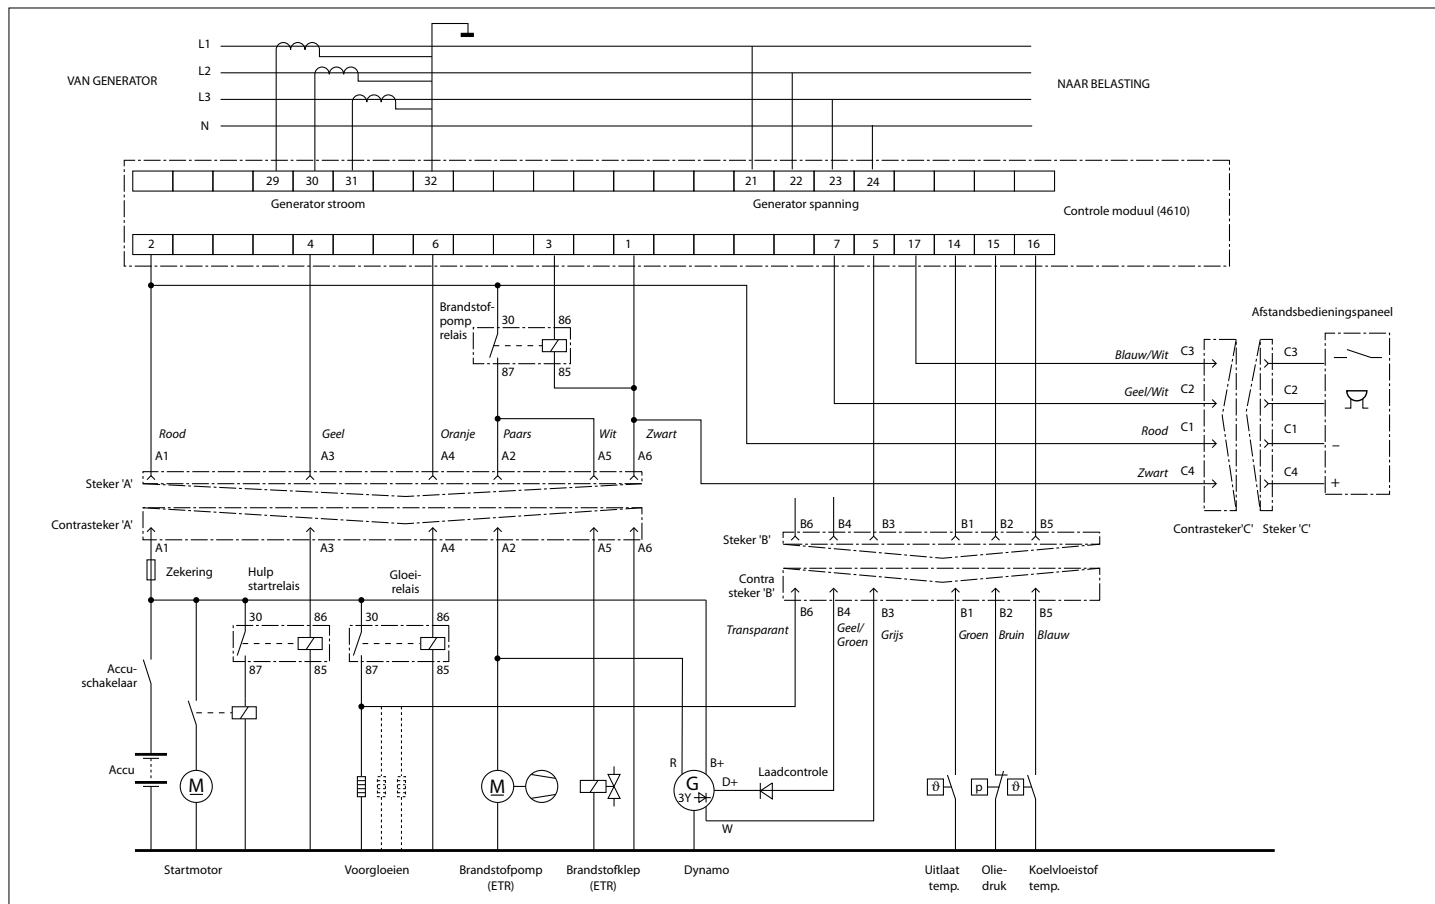 L1
VAN GENERATOR
L2
NAAR BELASTING
L3
N
29 30 31 32 21 22 23 24
Generator stroom
Generator spanning
Controle moduul (4610)
2 4 6 3 1 7 5 17 14 15 16
Brandstof-
pomp
relais
30 86
87 85
Afstandsbedieningspaneel
Blauw/Wit C3 C3
Geel/Wit C2 C2
Rood C1 C1 –
Zwart C4 C4 +
Contrasteker'C' Steker 'C'
Rood Geel Oranje Paars Wit Zwart
A1 A3 A4 A2 A5 A6
Steker 'A'
Contrasteker 'A'
A1 A3 A4 A2 A5 A6
B6 B4 B3 B1 B2 B5
Steker 'B'
Contra
steker 'B'
B6 B4 B3 B1 B2 B5
Transparant
Geel/
Groen
Grijs
Groen
Bruin
Blauw
Zekering
Hulp
startrelais
30 86
87 85
Gloei-
relais
30 86
87 85
Accu-
schakelaar
Accu
M
M
R B+
G
3Y
D+
W
Laadcontrole
ϑ p ϑ
Startmotor
Voorgloeien
Brandstofpomp
(ETR)
Brandstofklep
(ETR)
Dynamo
Uitlaat
temp.
Olie-
druk
Koelvloeistof
temp.